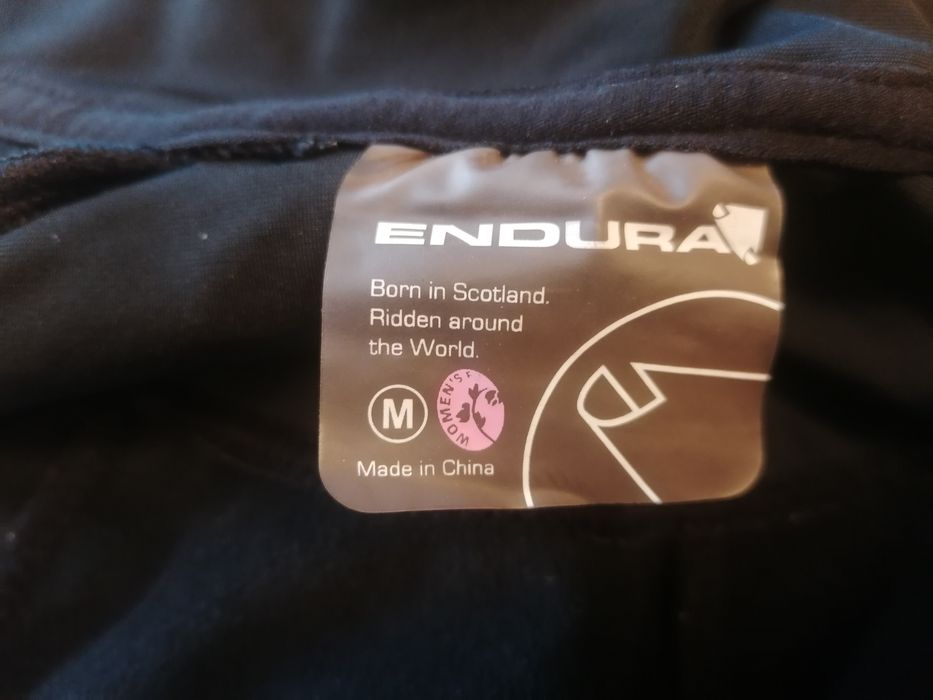 ENDURA
Born in Scotland.
Ridden around
the World.
M
WOMEN'S
Made in China